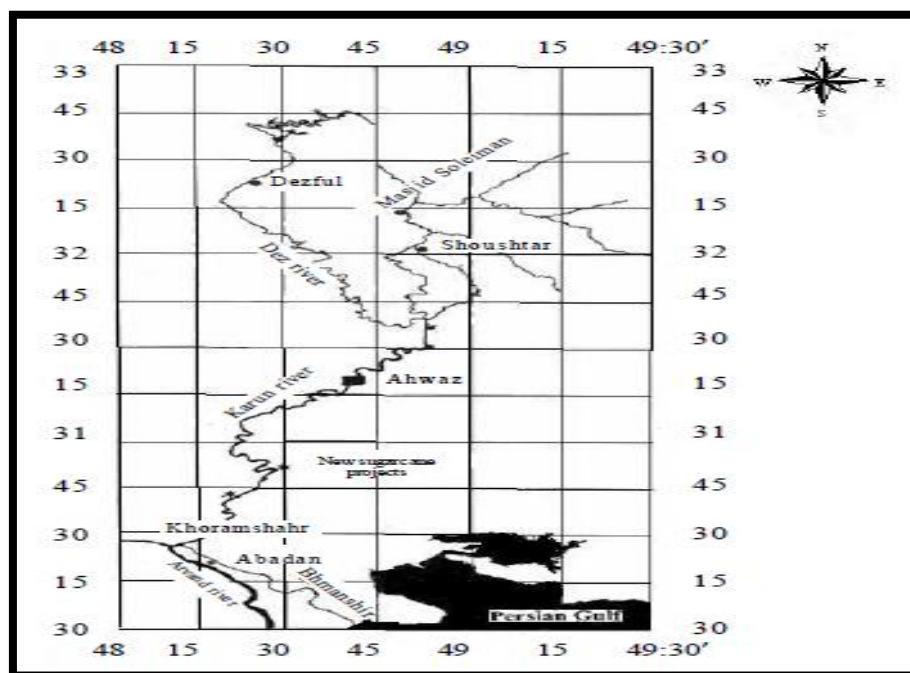 48 15 30 45 49 15 49:30′
N
W E
S
33 33
45 45
30 30
Masjid Soleiman
Dezful
15 15
Shoushtar
32 32
Dez river
45 45
30 30
Ahwaz
15 15
Karun river
31 31
New sugarcane
projects
45 45
Khoramshahr
30 30
Abadan
Bhmanshir
15 15
Arvand river
Persian Gulf
30 30
48 15 30 45 49 15 49:30′